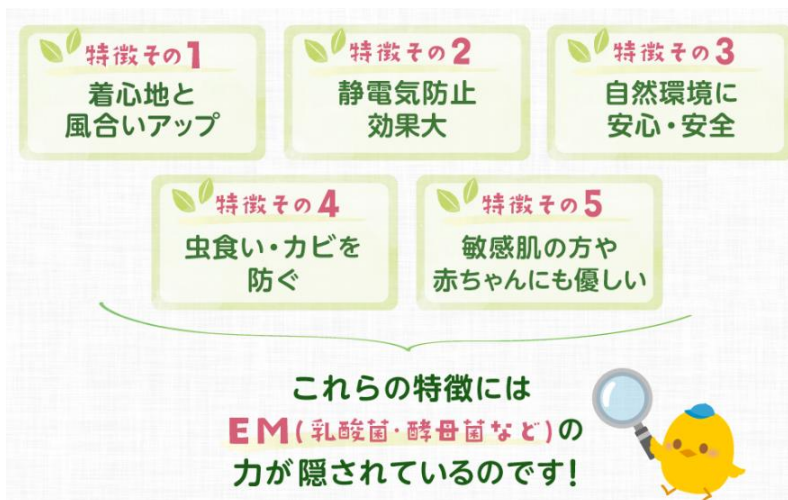 特徴その1
着心地と
風合いアップ
特徴その2
静電気防止
効果大
特徴その3
自然環境に
安心・安全
特徴その4
虫食い・カビを
防ぐ
特徴その5
敏感肌の方や
赤ちゃんにも優しい
これらの特徴には
EM(乳酸菌・酵母菌など)の
力が隠されているのです!